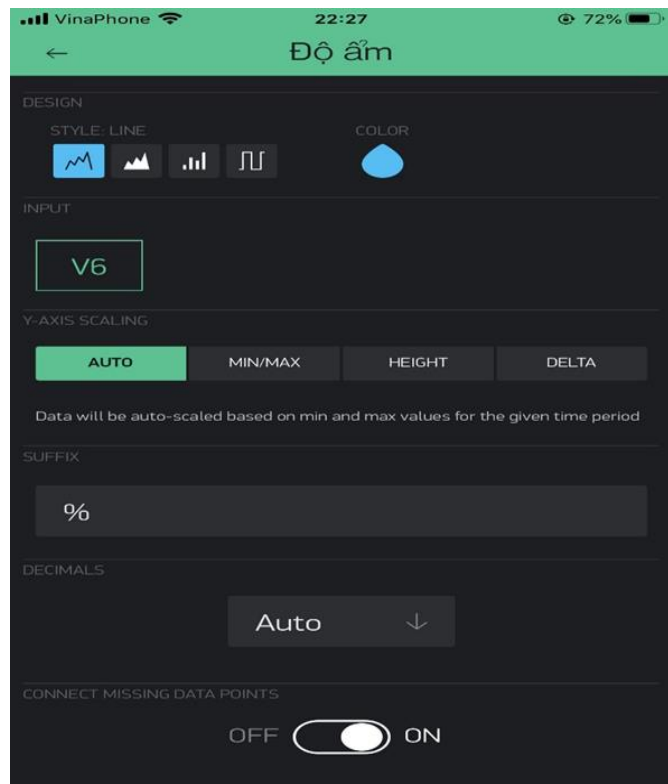 VinaPhone 22:27 72%
Độ ẩm
DESIGN
STYLE: LINE COLOR
INPUT
V6
Y-AXIS SCALING
AUTO MIN/MAX HEIGHT DELTA
Data will be auto-scaled based on min and max values for the given time period
SUFFIX
%
DECIMALS
Auto
CONNECT MISSING DATA POINTS
OFF ON